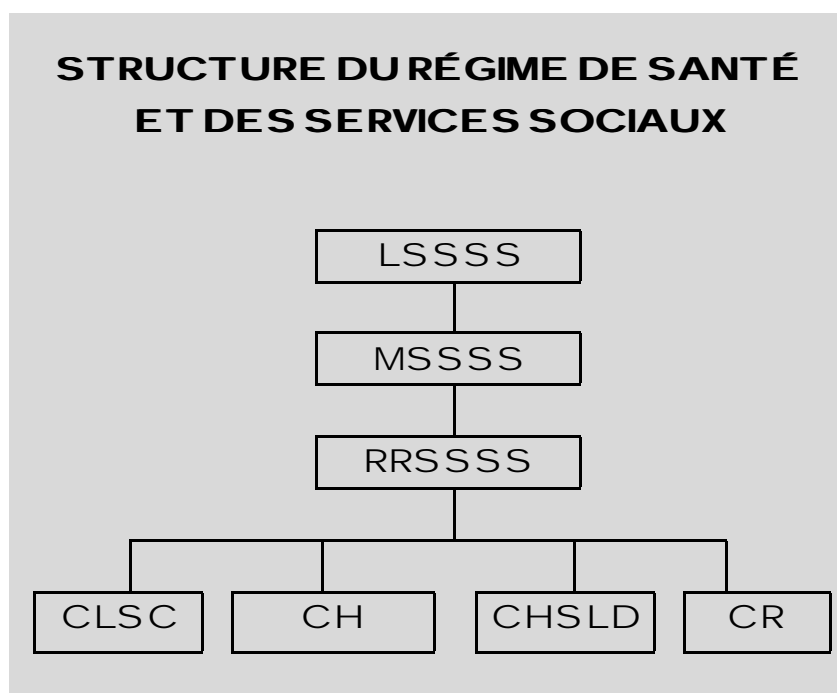 STRUCTURE DU RÉGIME DE SANTÉ
ET DES SERVICES SOCIAUX
LSSSS
MSSSS
RRSSSS
CLSC CH CHSLD CR